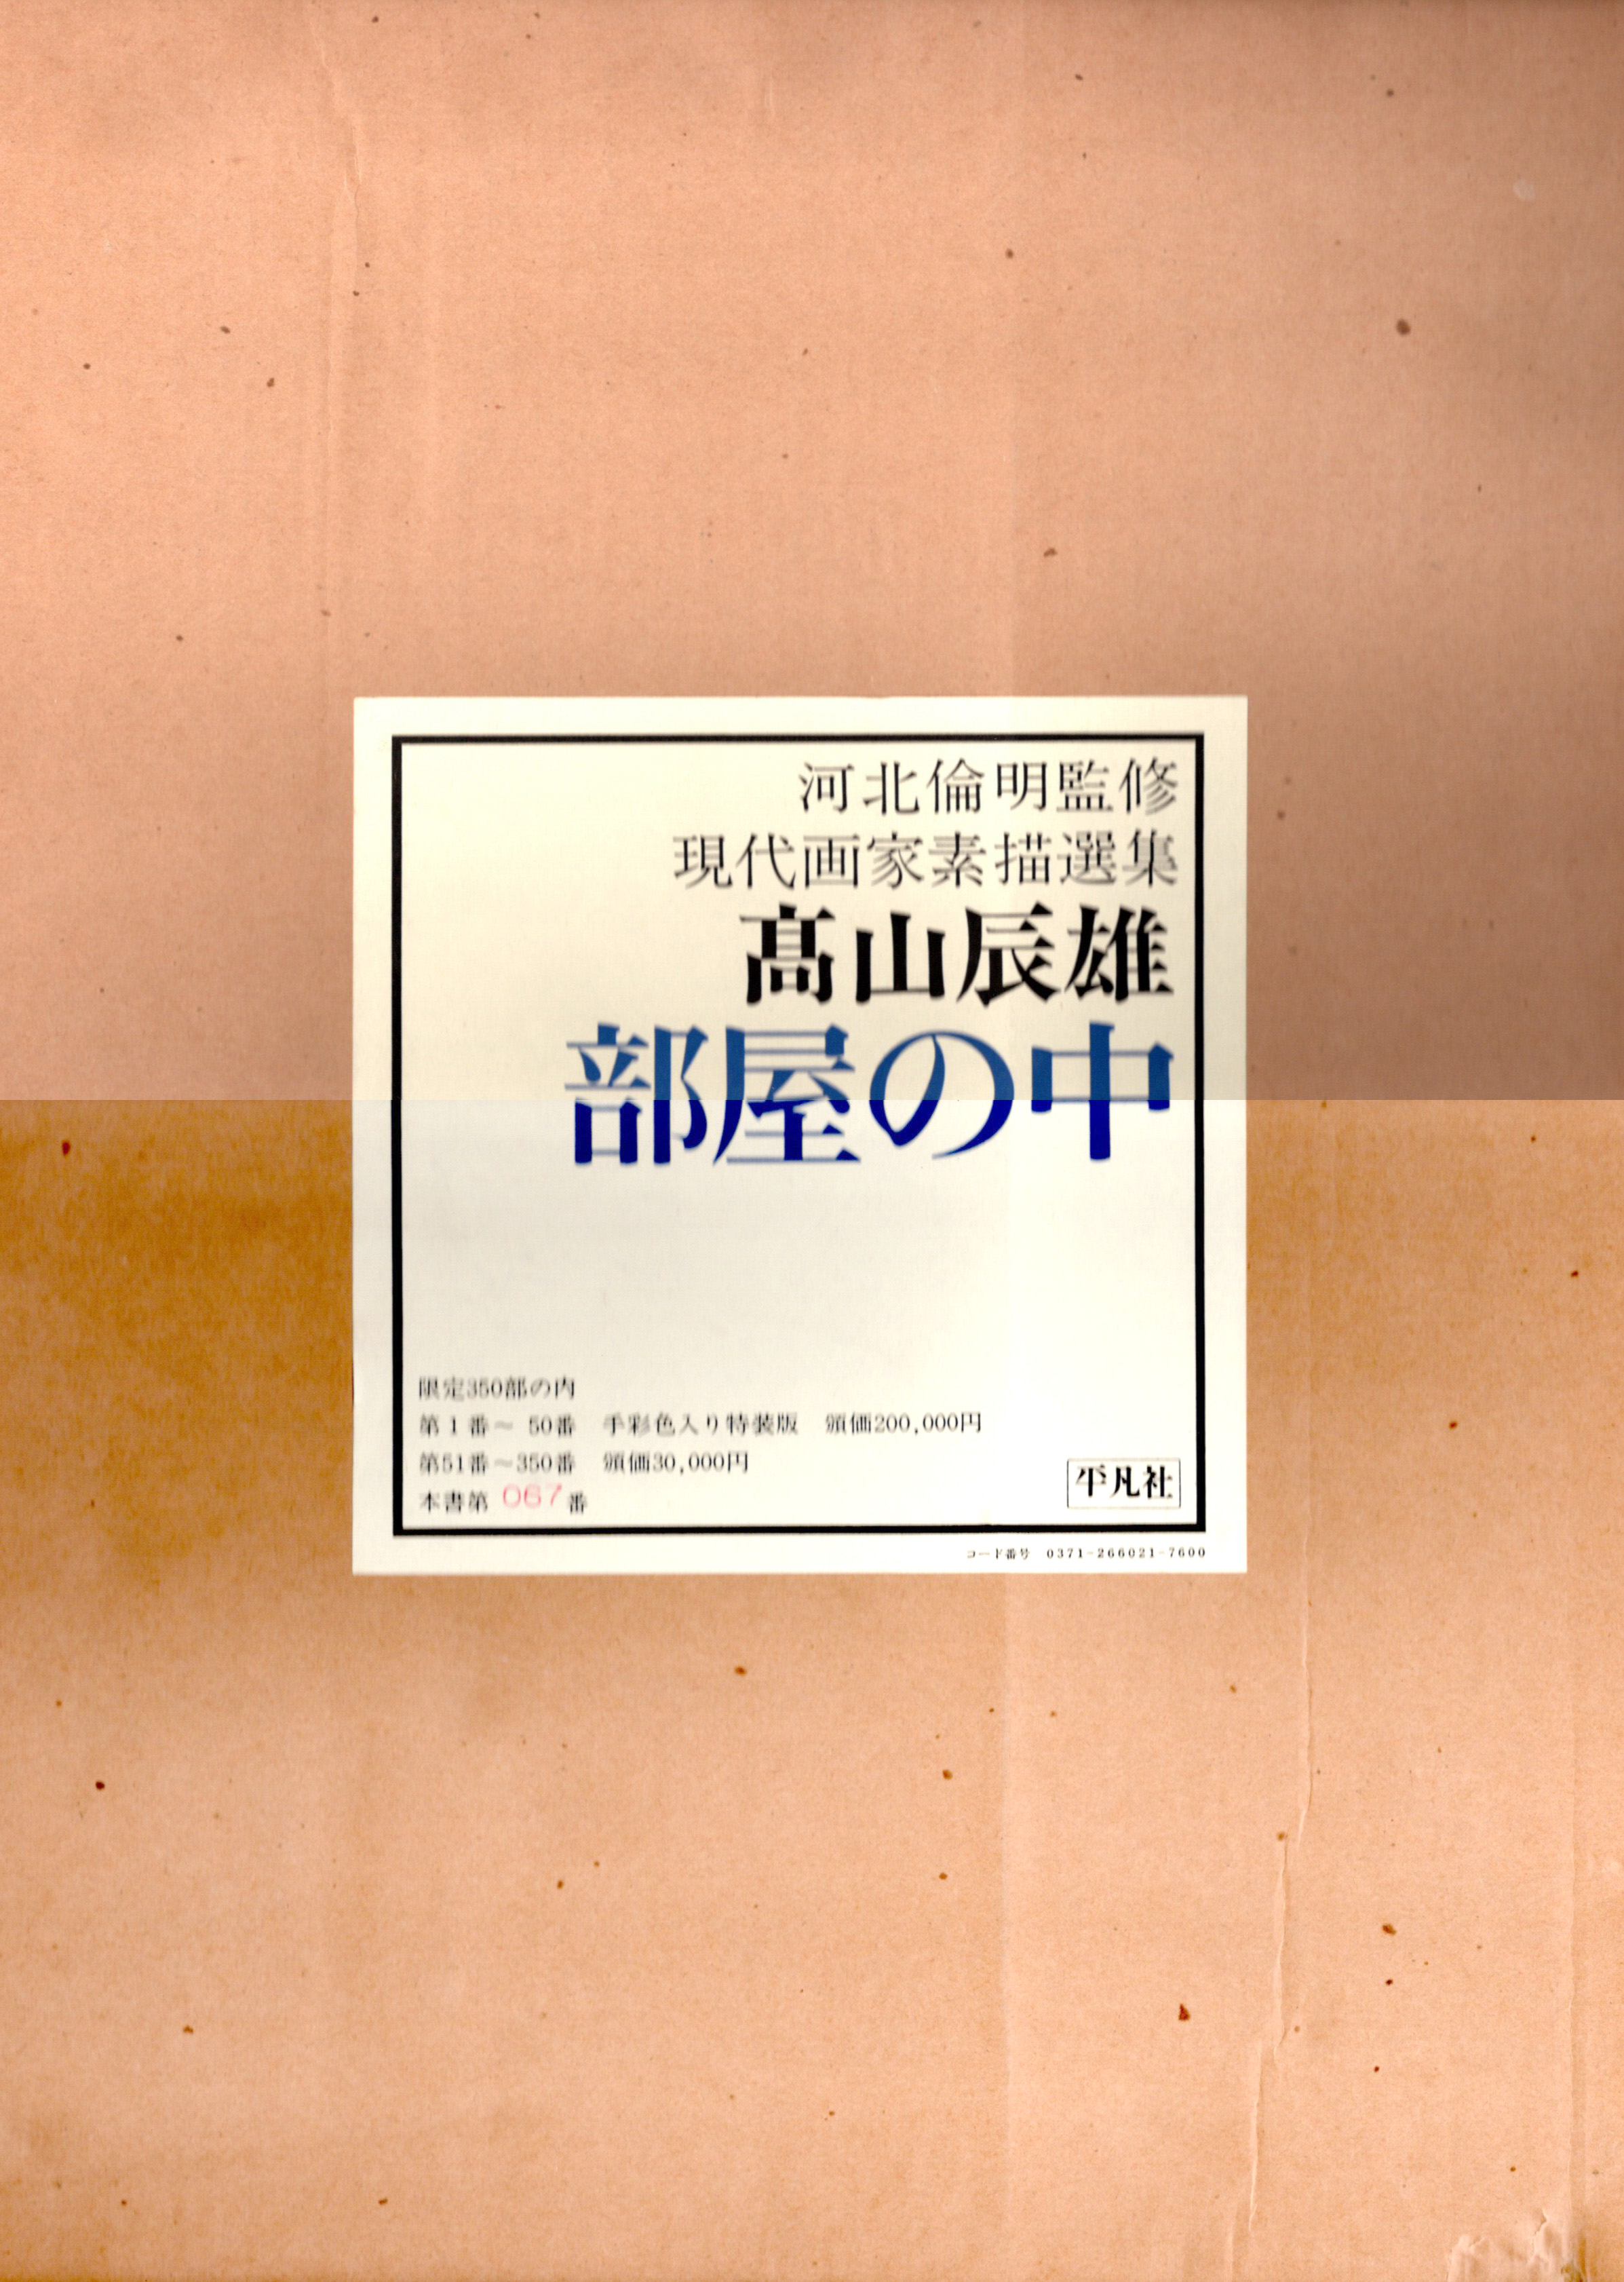 河北倫明監修
現代画家素描選集
髙山辰雄
部屋の中
限定350部の内
第1番〜 50番 手彩色入り特装版 頒価200,000円
第51番〜350番 頒価30,000円
本書第 067 番
平凡社
コード番号 0371-266021-7600